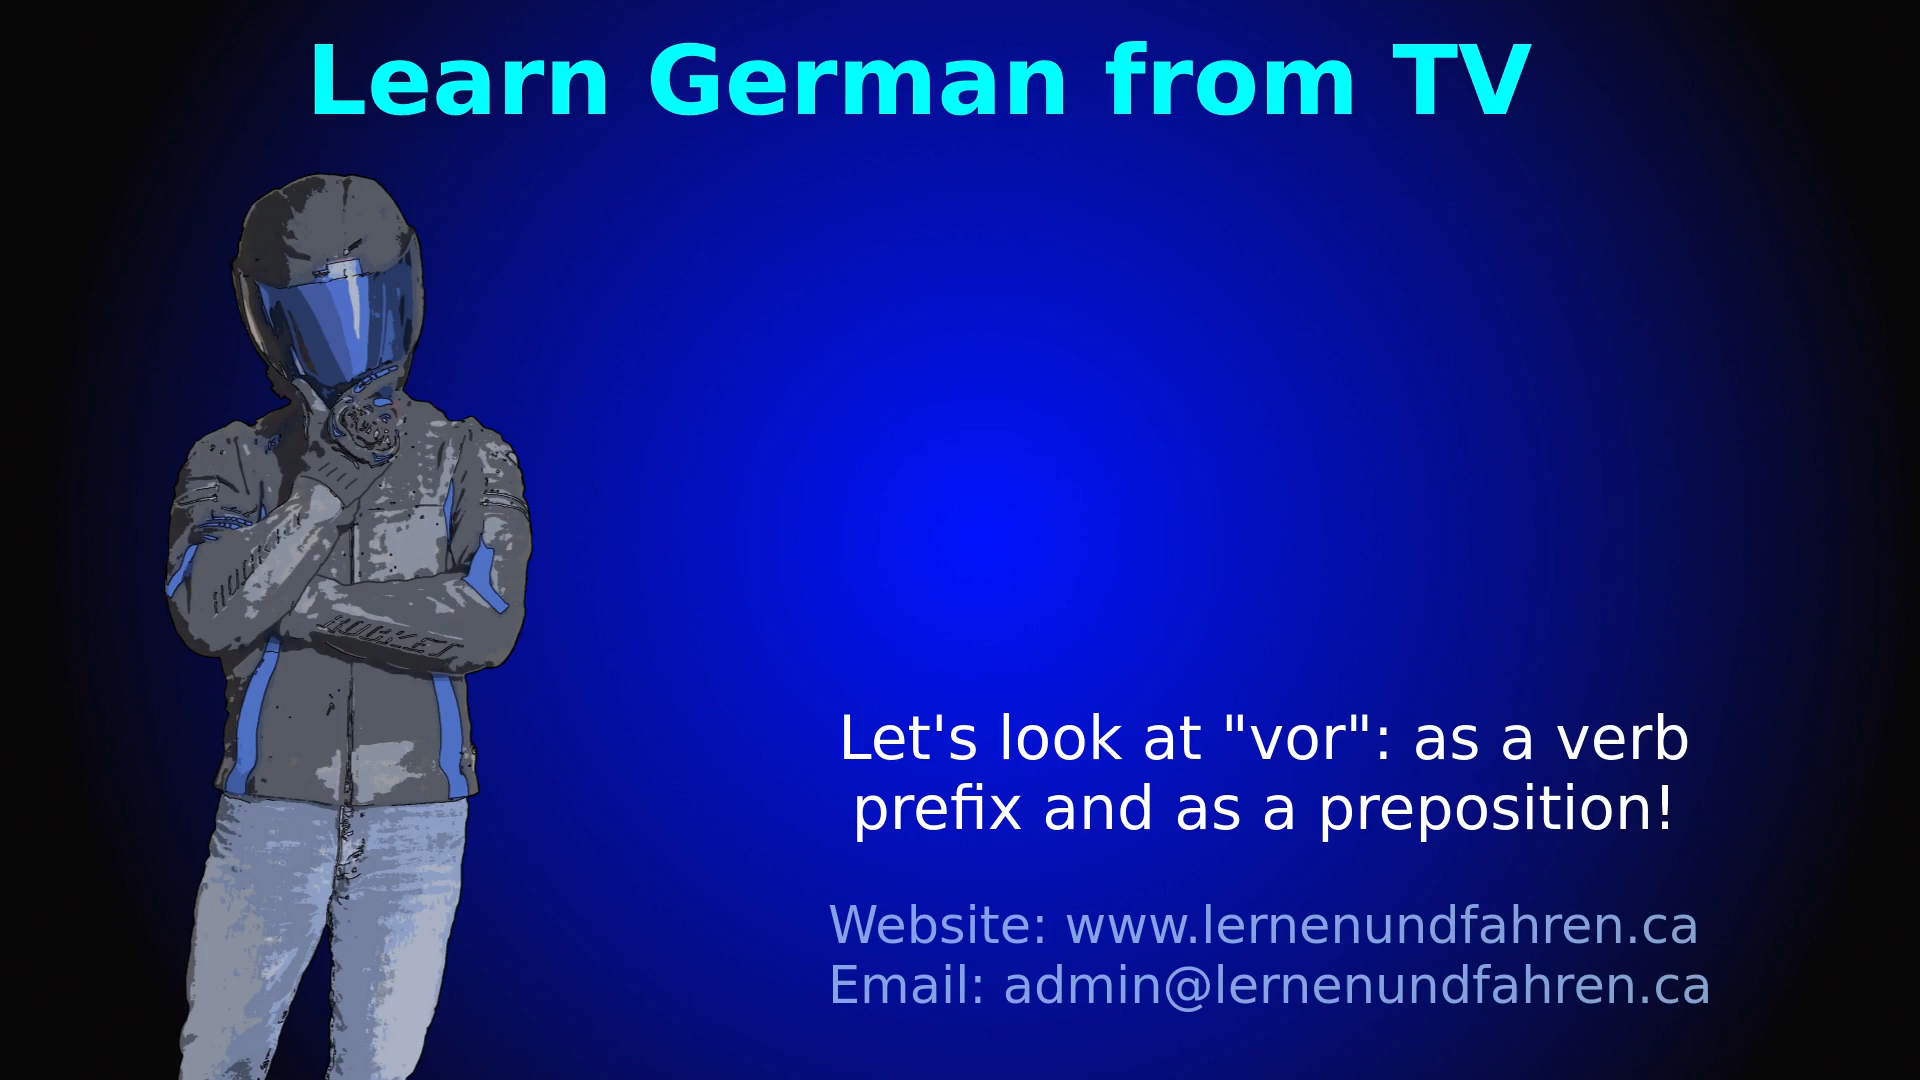 Learn German from TV
Let's look at "vor": as a verb
prefix and as a preposition!
Website: www.lernenundfahren.ca
Email: admin@lernenundfahren.ca